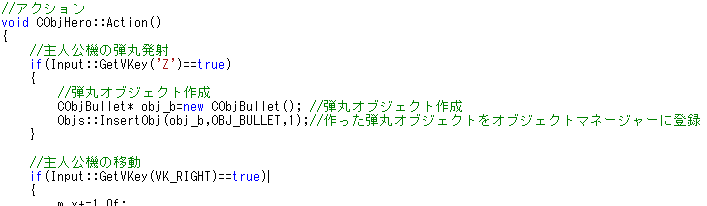 //アクション
void CObjHero::Action()
{
//主人公機の弾丸発射
if(Input::GetVKey('Z')==true)
{
//弾丸オブジェクト作成
CObjBullet* obj_b=new CObjBullet(); //弾丸オブジェクト作成
Objs::InsertObj(obj_b,OBJ_BULLET,1);//作った弾丸オブジェクトをオブジェクトマネージャーに登録
}
//主人公機の移動
if(Input::GetVKey(VK_RIGHT)==true)
{
m_x+=1.0f;